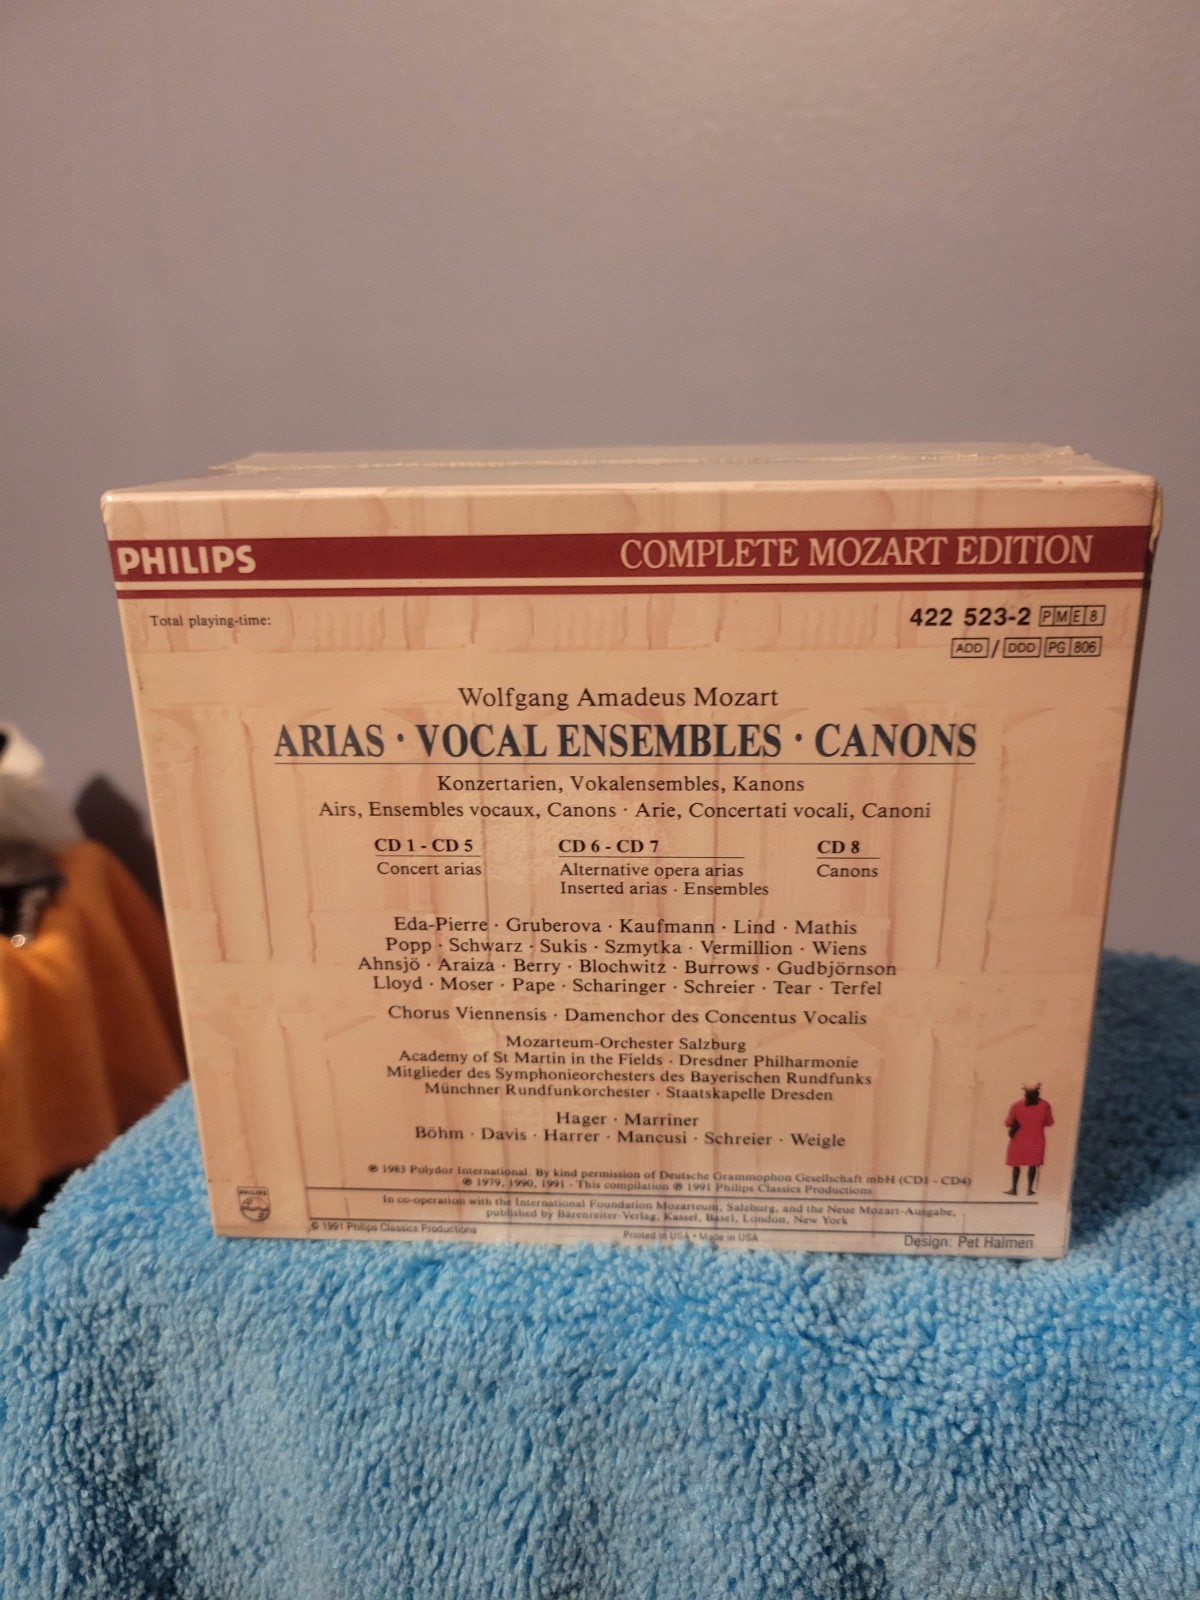 PHILIPS COMPLETE MOZART EDITION
Total playing-time: 422 523-2 PME 8
ADD / DDD PG 806
Wolfgang Amadeus Mozart
ARIAS · VOCAL ENSEMBLES · CANONS
Konzertarien, Vokalensembles, Kanons
Airs, Ensembles vocaux, Canons · Arie, Concertati vocali, Canoni
CD 1 - CD 5 CD 6 - CD 7 CD 8
Concert arias Alternative opera arias Canons
Inserted arias · Ensembles
Eda-Pierre · Gruberova · Kaufmann · Lind · Mathis
Popp · Schwarz · Sukis · Szmytka · Vermillion · Wiens
Ahnsjö · Araiza · Berry · Blochwitz · Burrows · Gudbjörnson
Lloyd · Moser · Pape · Scharinger · Schreier · Tear · Terfel
Chorus Viennensis · Damenchor des Concentus Vocalis
Mozarteum-Orchester Salzburg
Academy of St Martin in the Fields · Dresdner Philharmonie
Mitglieder des Symphonieorchesters des Bayerischen Rundfunks
Münchner Rundfunkorchester · Staatskapelle Dresden
Hager · Marriner
Böhm · Davis · Harrer · Mancusi · Schreier · Weigle
℗ 1983 Polydor International. By kind permission of Deutsche Grammophon Gesellschaft mbH (CD1 - CD4)
℗ 1979, 1990, 1991 · This compilation ℗ 1991 Philips Classics Productions
In co-operation with the International Foundation Mozarteum, Salzburg, and the Neue Mozart-Ausgabe,
published by Bärenreiter-Verlag, Kassel, Basel, London, New York
PHILIPS
© 1991 Philips Classics Productions Printed in USA · Made in USA Design: Pet Halmen